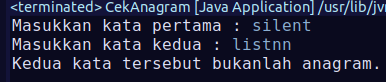 <terminated> CekAnagram [Java Application] /usr/lib/jv
Masukkan kata pertama : silent
Masukkan kata kedua : listnn
Kedua kata tersebut bukanlah anagram.